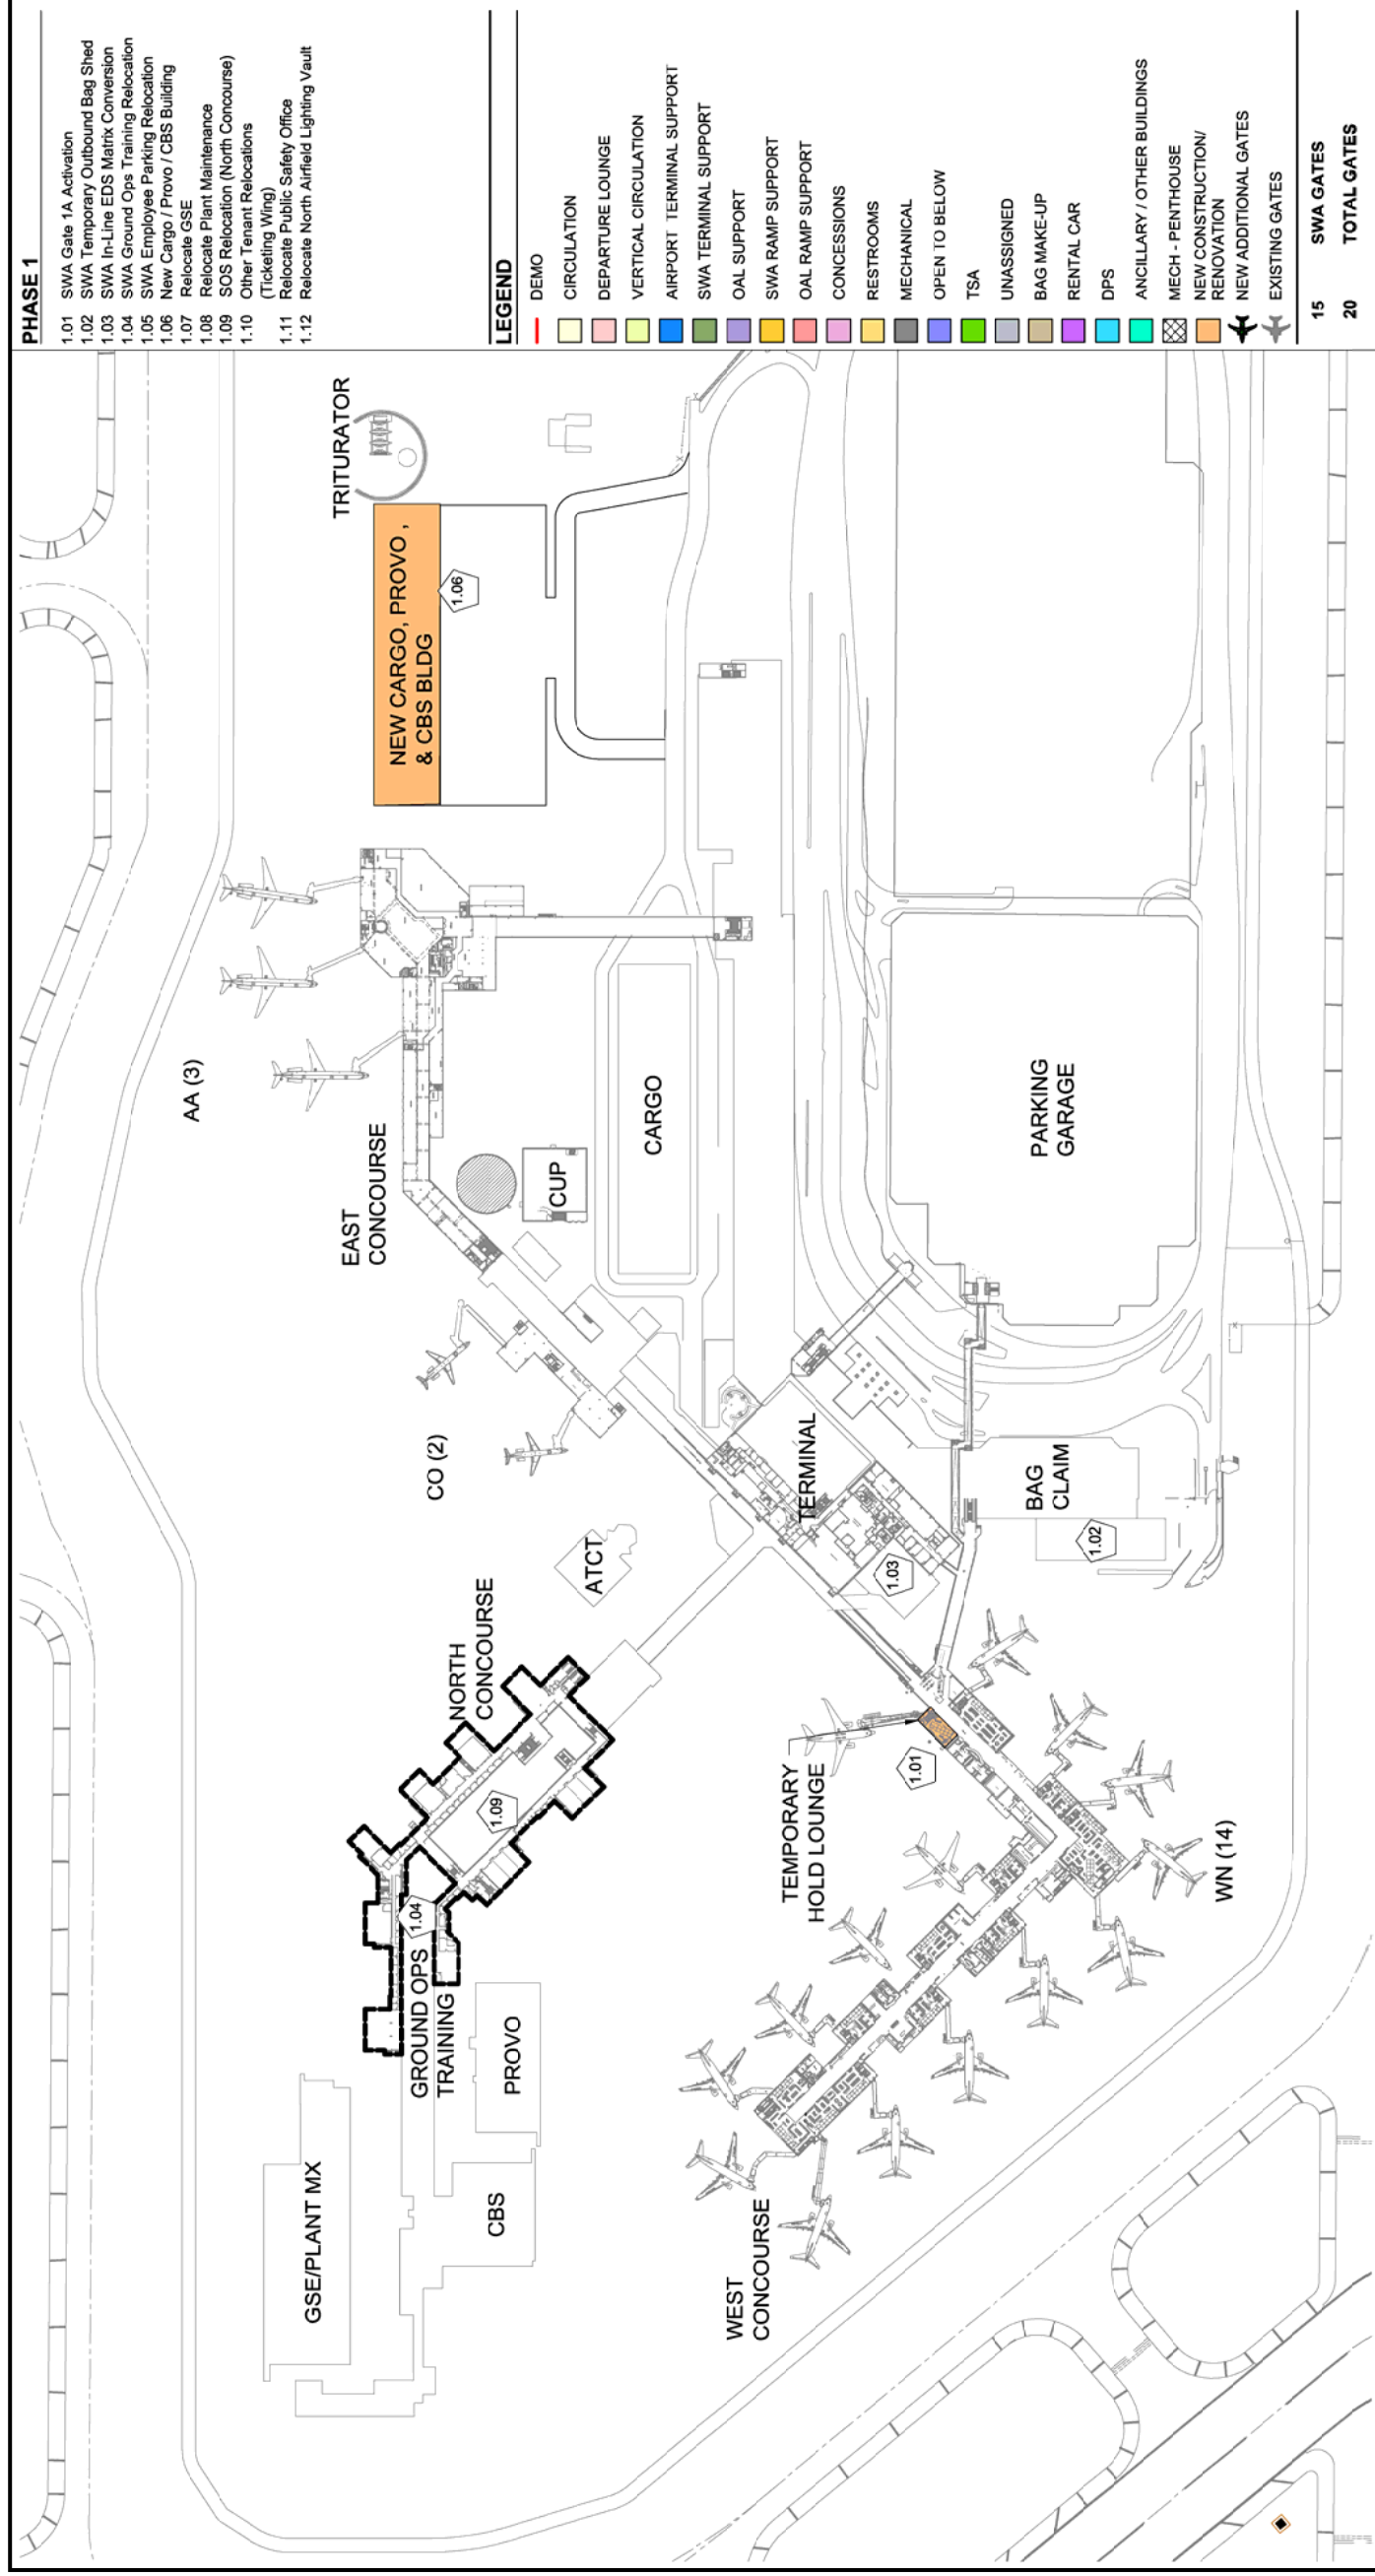 PHASE 1
1.01 SWA Gate 1A Activation
1.02 SWA Temporary Outbound Bag Shed
1.03 SWA In-Line EDS Matrix Conversion
1.04 SWA Ground Ops Training Relocation
1.05 SWA Employee Parking Relocation
1.06 New Cargo / Provo / CBS Building
1.07 Relocate GSE
1.08 Relocate Plant Maintenance
1.09 SOS Relocation (North Concourse)
1.10 Other Tenant Relocations
(Ticketing Wing)
1.11 Relocate Public Safety Office
1.12 Relocate North Airfield Lighting Vault
LEGEND
DEMO
CIRCULATION
DEPARTURE LOUNGE
VERTICAL CIRCULATION
AIRPORT TERMINAL SUPPORT
SWA TERMINAL SUPPORT
OAL SUPPORT
SWA RAMP SUPPORT
OAL RAMP SUPPORT
CONCESSIONS
RESTROOMS
MECHANICAL
OPEN TO BELOW
TSA
UNASSIGNED
BAG MAKE-UP
RENTAL CAR
DPS
ANCILLARY / OTHER BUILDINGS
MECH - PENTHOUSE
NEW CONSTRUCTION/
RENOVATION
NEW ADDITIONAL GATES
EXISTING GATES
15 SWA GATES
20 TOTAL GATES
TRITURATOR
NEW CARGO, PROVO ,
& CBS BLDG
1.06
AA (3)
EAST
CONCOURSE
CUP
CARGO
PARKING
GARAGE
CO (2)
ATCT
TERMINAL
BAG
CLAIM
1.02
1.03
NORTH
CONCOURSE
1.09
1.04
GROUND OPS
TRAINING
PROVO
GSE/PLANT MX
CBS
TEMPORARY
HOLD LOUNGE
1.01
WN (14)
WEST
CONCOURSE